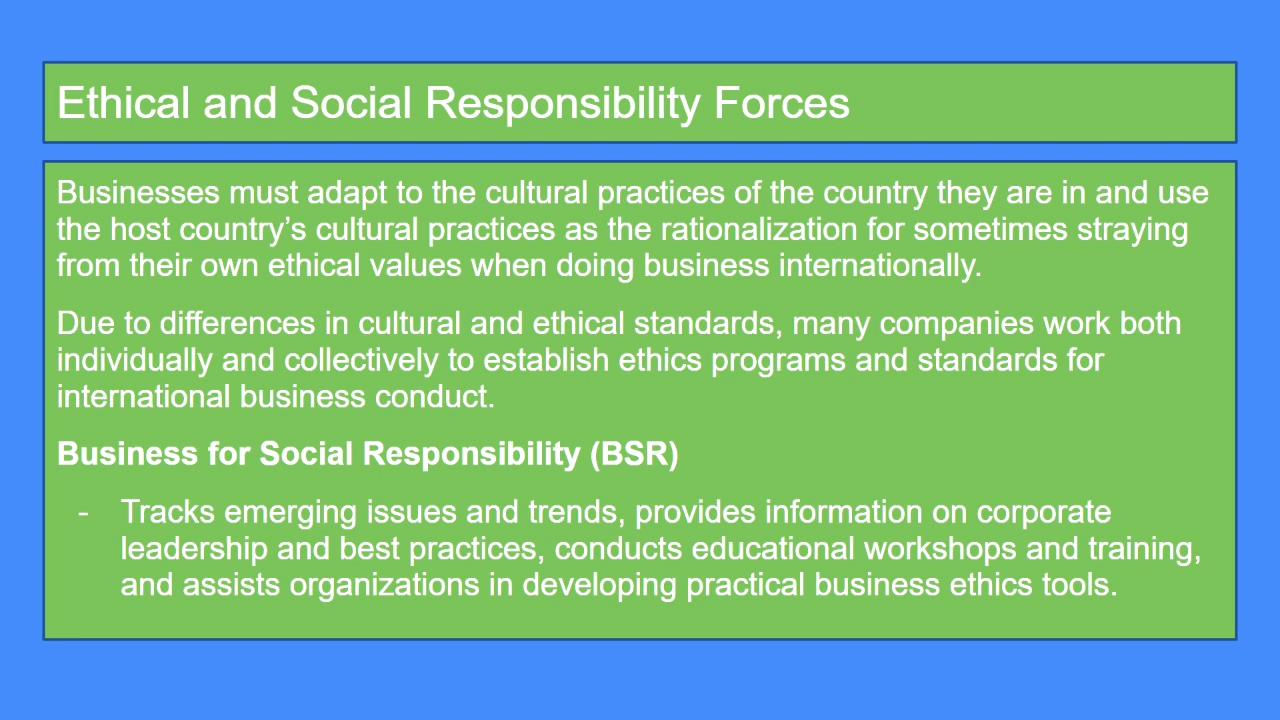 Ethical and Social Responsibility Forces
Businesses must adapt to the cultural practices of the country they are in and use
the host country’s cultural practices as the rationalization for sometimes straying
from their own ethical values when doing business internationally.
Due to differences in cultural and ethical standards, many companies work both
individually and collectively to establish ethics programs and standards for
international business conduct.
Business for Social Responsibility (BSR)
- Tracks emerging issues and trends, provides information on corporate
leadership and best practices, conducts educational workshops and training,
and assists organizations in developing practical business ethics tools.